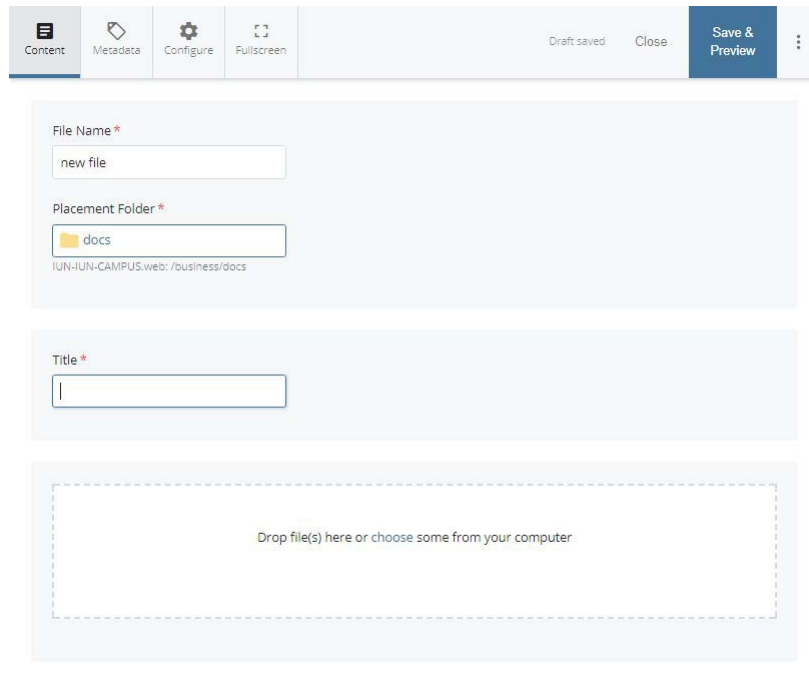 Content Metadata Configure Fullscreen Draft saved Close Save & Preview
File Name *
new file
Placement Folder *
docs
IUN-IUN-CAMPUS.web: /business/docs
Title *
Drop file(s) here or choose some from your computer